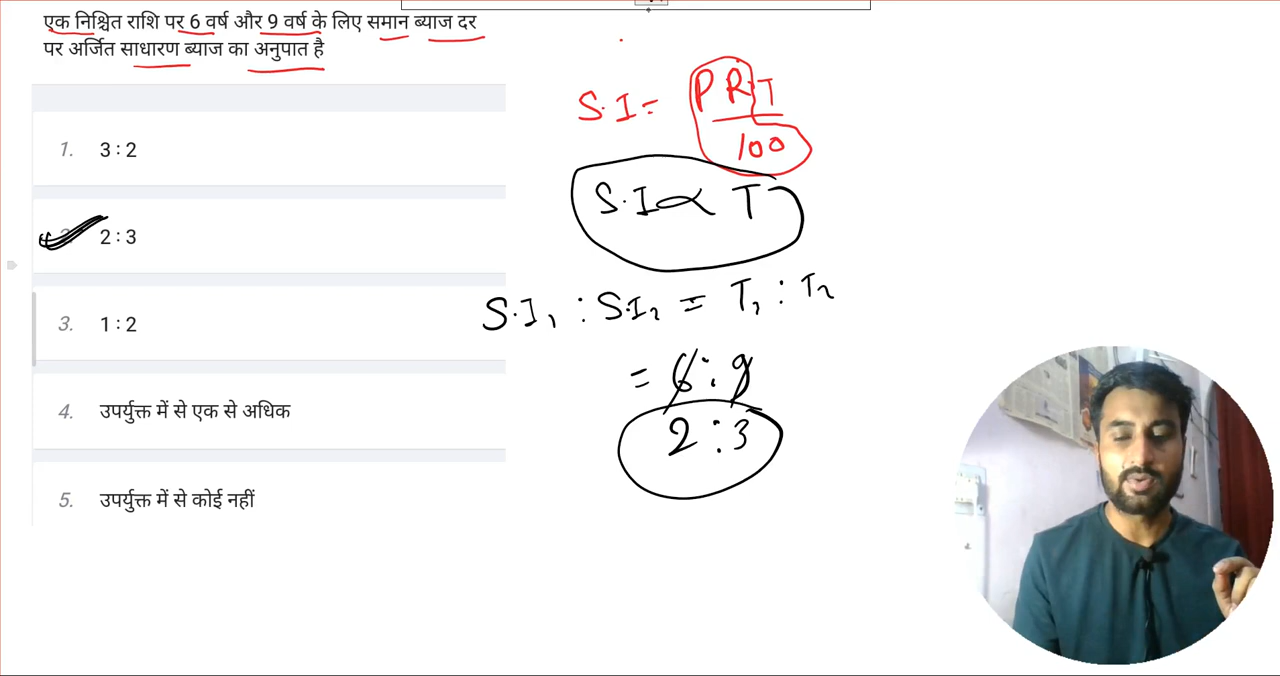 एक निश्चित राशि पर 6 वर्ष और 9 वर्ष के लिए समान ब्याज दर
पर अर्जित साधारण ब्याज का अनुपात है
1. 3 : 2
2 : 3
3. 1 : 2
4. उपर्युक्त में से एक से अधिक
5. उपर्युक्त में से कोई नहीं
S.I = PRT
100
S.I ∝ T
S.I₁ : S.I₂ = T₁ : T₂
= 6 : 9
2 : 3